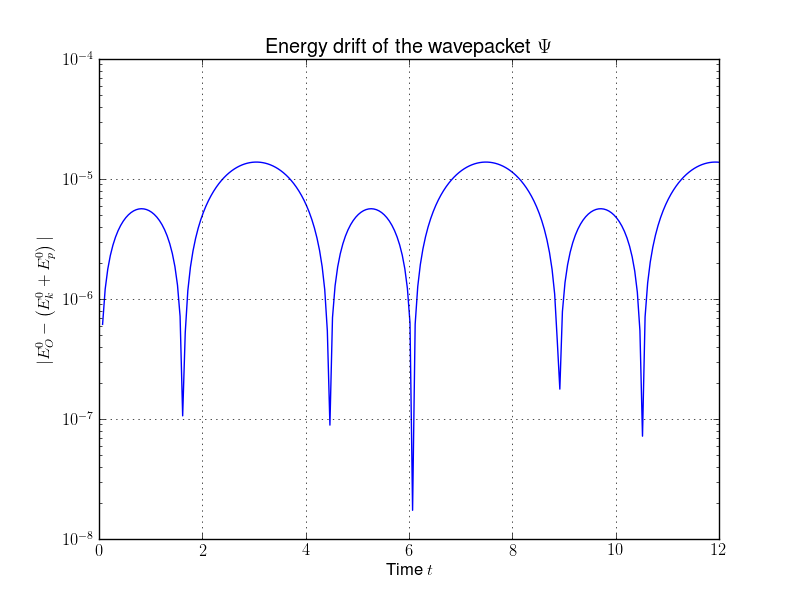 Energy drift of the wavepacket Ψ
10⁻⁴
10⁻⁵
10⁻⁶
10⁻⁷
10⁻⁸
|E_O^0 − (E_k^0 + E_p^0)|
0 2 4 6 8 10 12
Time t